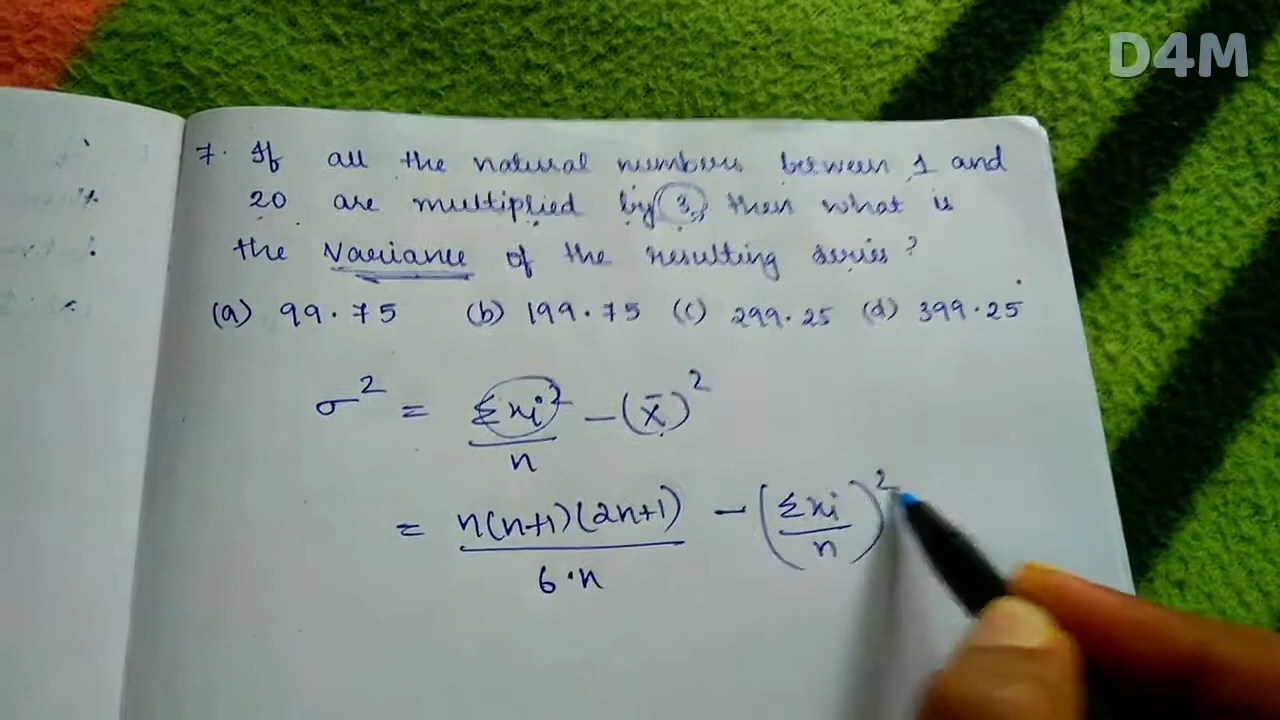 D4M
7. If all the natural numbers between 1 and
20 are multiplied by 3, then what is
the Variance of the resulting series?
(a) 99.75 (b) 199.75 (c) 299.25 (d) 399.25
σ² = Σxi²/n - (x̄)²
= n(n+1)(2n+1)/6·n - (Σxi/n)²